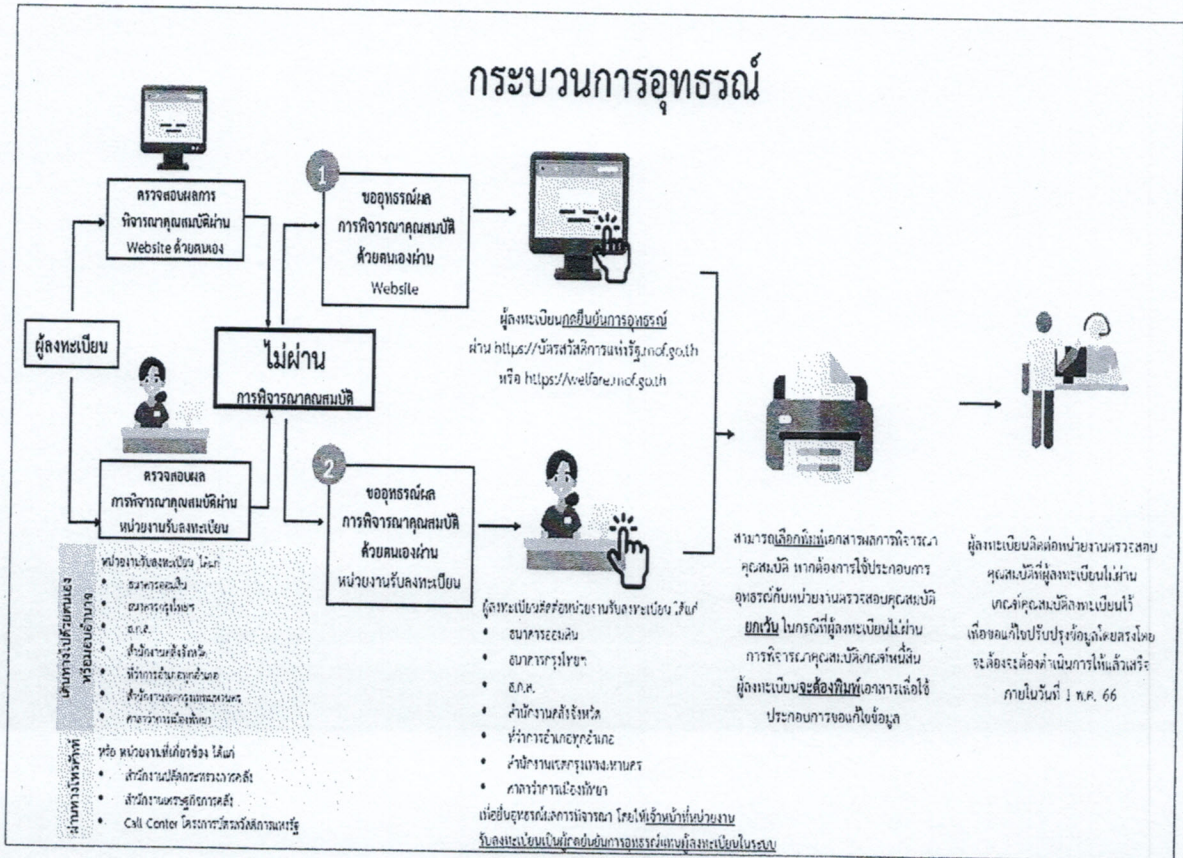 กระบวนการอุทธรณ์
ผู้ลงทะเบียน
ตรวจสอบผลการ
พิจารณาคุณสมบัติผ่าน
Website ด้วยตนเอง
ตรวจสอบผล
การพิจารณาคุณสมบัติผ่าน
หน่วยงานรับลงทะเบียน
เดินทางไปด้วยตนเอง
หรือมอบอำนาจ
หน่วยงานรับลงทะเบียน ได้แก่
• ธนาคารออมสิน
• ธนาคารกรุงไทยฯ
• ธ.ก.ส.
• สำนักงานคลังจังหวัด
• ที่ว่าการอำเภอทุกอำเภอ
• สำนักงานเขตกรุงเทพมหานคร
• ศาลาว่าการเมืองพัทยา
ผ่านทางโทรศัพท์
หรือ หน่วยงานที่เกี่ยวข้อง ได้แก่
• สำนักงานปลัดกระทรวงการคลัง
• สำนักงานเศรษฐกิจการคลัง
• Call Center โครงการบัตรสวัสดิการแห่งรัฐ
ไม่ผ่าน
การพิจารณาคุณสมบัติ
1
ขออุทธรณ์ผล
การพิจารณาคุณสมบัติ
ด้วยตนเองผ่าน
Website
ผู้ลงทะเบียนกดยืนยันการอุทธรณ์
ผ่าน https://บัตรสวัสดิการแห่งรัฐ.mof.go.th
หรือ https://welfare.mof.go.th
2
ขออุทธรณ์ผล
การพิจารณาคุณสมบัติ
ด้วยตนเองผ่าน
หน่วยงานรับลงทะเบียน
ผู้ลงทะเบียนติดต่อหน่วยงานรับลงทะเบียน ได้แก่
• ธนาคารออมสิน
• ธนาคารกรุงไทยฯ
• ธ.ก.ส.
• สำนักงานคลังจังหวัด
• ที่ว่าการอำเภอทุกอำเภอ
• สำนักงานเขตกรุงเทพมหานคร
• ศาลาว่าการเมืองพัทยา
เพื่อยื่นอุทธรณ์ผลการพิจารณา โดยให้เจ้าหน้าที่หน่วยงาน
รับลงทะเบียนเป็นผู้กดยืนยันการอุทธรณ์แทนผู้ลงทะเบียนในระบบ
สามารถเลือกพิมพ์เอกสารผลการพิจารณา
คุณสมบัติ หากต้องการใช้ประกอบการ
อุทธรณ์กับหน่วยงานตรวจสอบคุณสมบัติ
ยกเว้น ในกรณีที่ผู้ลงทะเบียนไม่ผ่าน
การพิจารณาคุณสมบัติเกณฑ์หนี้สิน
ผู้ลงทะเบียนจะต้องพิมพ์เอกสารเพื่อใช้
ประกอบการขอแก้ไขข้อมูล
ผู้ลงทะเบียนติดต่อหน่วยงานตรวจสอบ
คุณสมบัติที่ผู้ลงทะเบียนไม่ผ่าน
เกณฑ์คุณสมบัติลงทะเบียนไว้
เพื่อขอแก้ไขปรับปรุงข้อมูลโดยตรงโดย
จะต้องจะต้องดำเนินการให้แล้วเสร็จ
ภายในวันที่ 1 พ.ค. 66